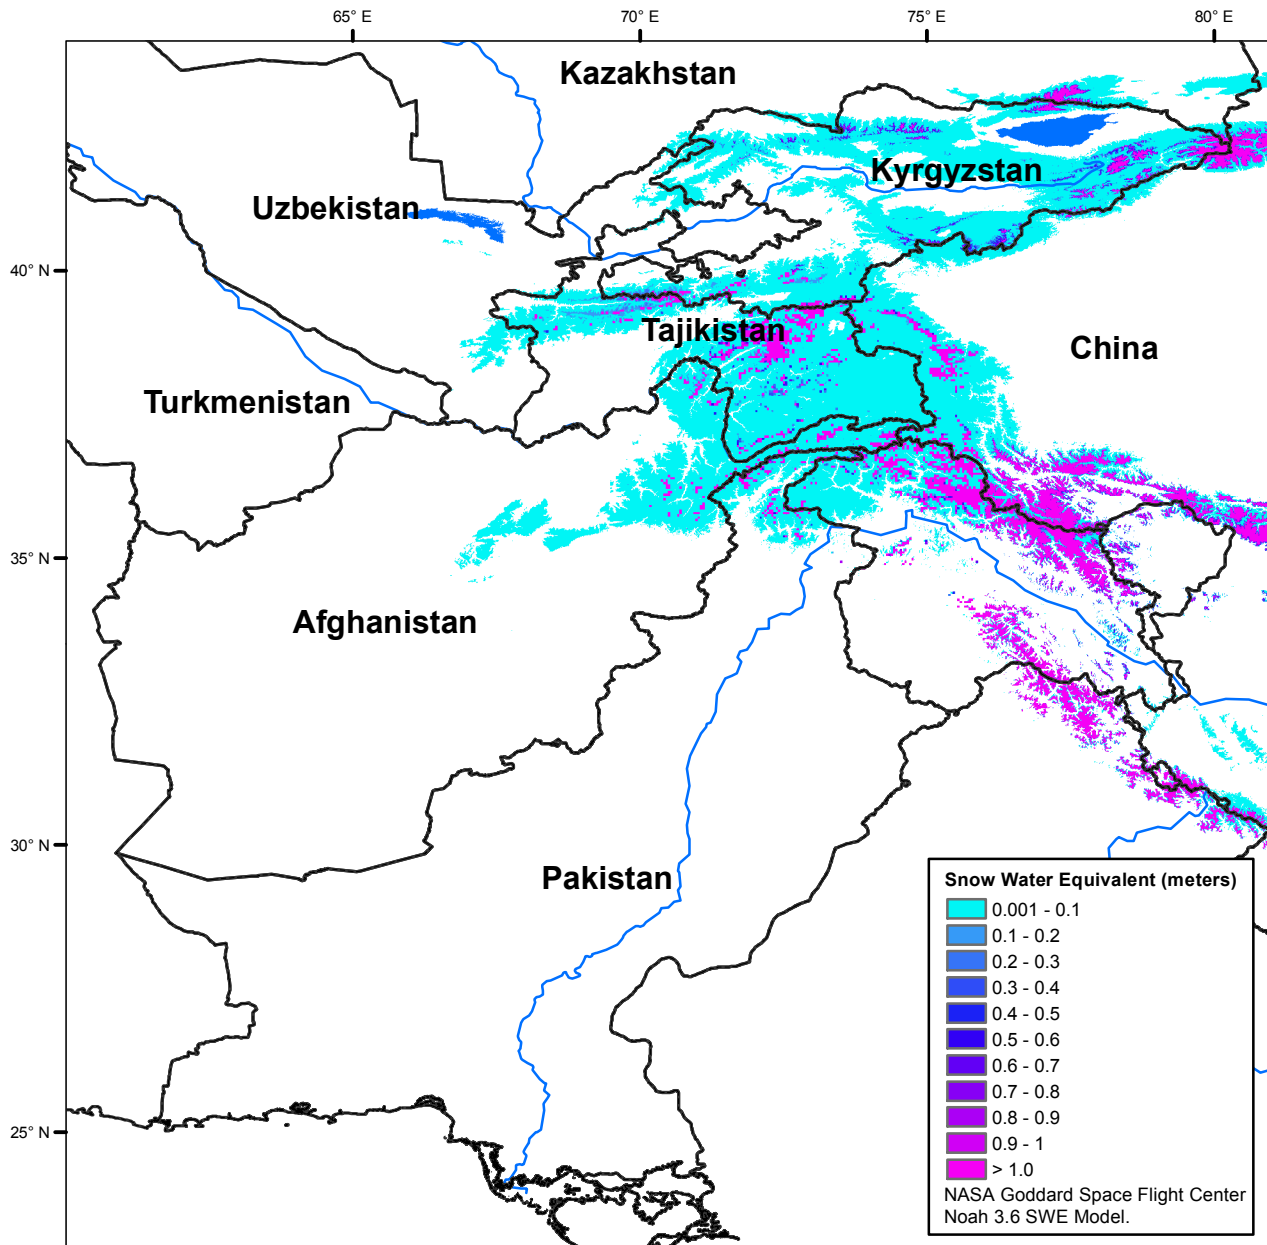 65° E
70° E
75° E
80° E
Kazakhstan
Kyrgyzstan
Uzbekistan
40° N
Tajikistan
China
Turkmenistan
35° N
Afghanistan
30° N
Pakistan
25° N
Snow Water Equivalent (meters)
0.001 - 0.1
0.1 - 0.2
0.2 - 0.3
0.3 - 0.4
0.4 - 0.5
0.5 - 0.6
0.6 - 0.7
0.7 - 0.8
0.8 - 0.9
0.9 - 1
> 1.0
NASA Goddard Space Flight Center
Noah 3.6 SWE Model.